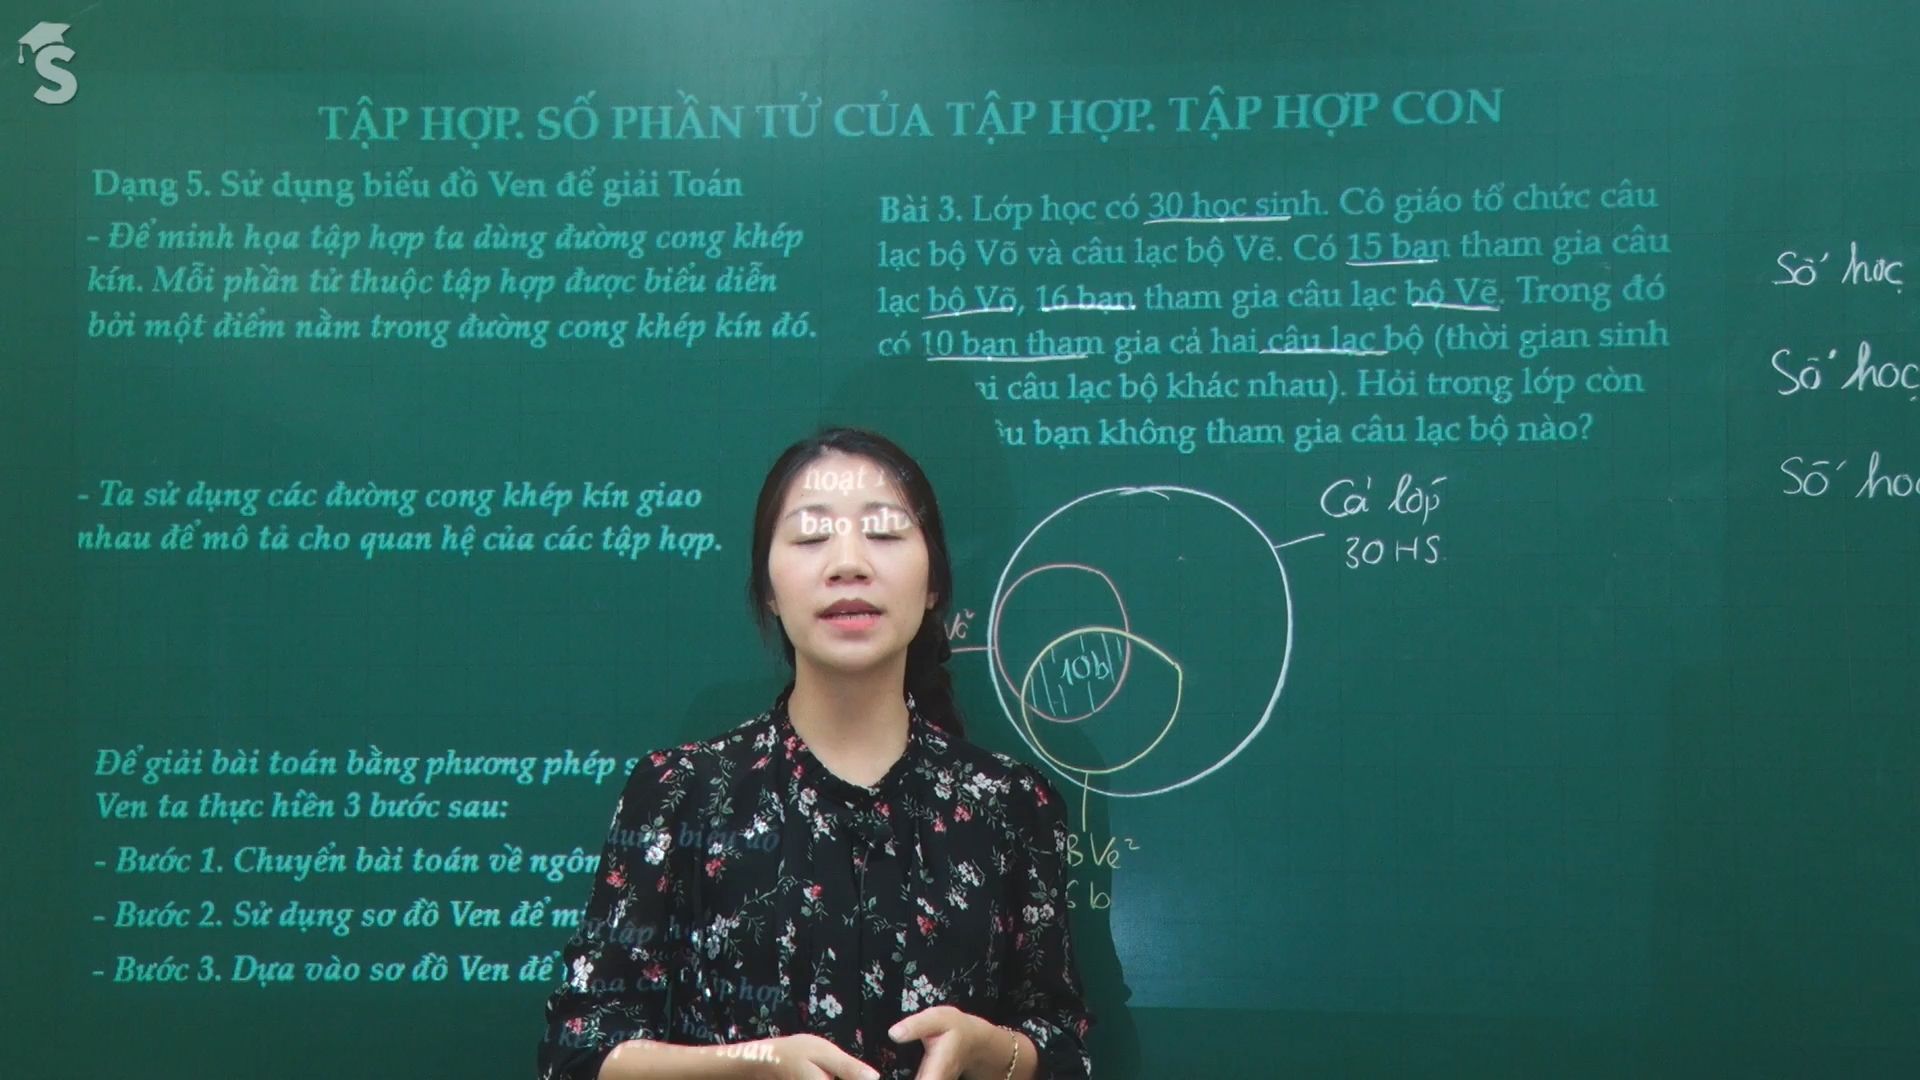 S
TẬP HỢP. SỐ PHẦN TỬ CỦA TẬP HỢP. TẬP HỢP CON
Dạng 5. Sử dụng biểu đồ Ven để giải Toán
- Để minh họa tập hợp ta dùng đường cong khép
kín. Mỗi phần tử thuộc tập hợp được biểu diễn
bởi một điểm nằm trong đường cong khép kín đó.
- Ta sử dụng các đường cong khép kín giao
nhau để mô tả cho quan hệ của các tập hợp.
Để giải bài toán bằng phương phép
Ven ta thực hiên 3 bước sau:
- Bước 1. Chuyển bài toán về ngôn
- Bước 2. Sử dụng sơ đồ Ven để
- Bước 3. Dựa vào sơ đồ Ven để
Bài 3. Lớp học có 30 học sinh. Cô giáo tổ chức câu
lạc bộ Võ và câu lạc bộ Vẽ. Có 15 bạn tham gia câu
lạc bộ Võ, 16 bạn tham gia câu lạc bộ Vẽ. Trong đó
có 10 bạn tham gia cả hai câu lạc bộ (thời gian sinh
hoạt câu lạc bộ khác nhau). Hỏi trong lớp còn
bao bạn không tham gia câu lạc bộ nào?
Cả lớp
30 HS.
10b
B Vẽ
b
Số học
Số học
Số
toán.